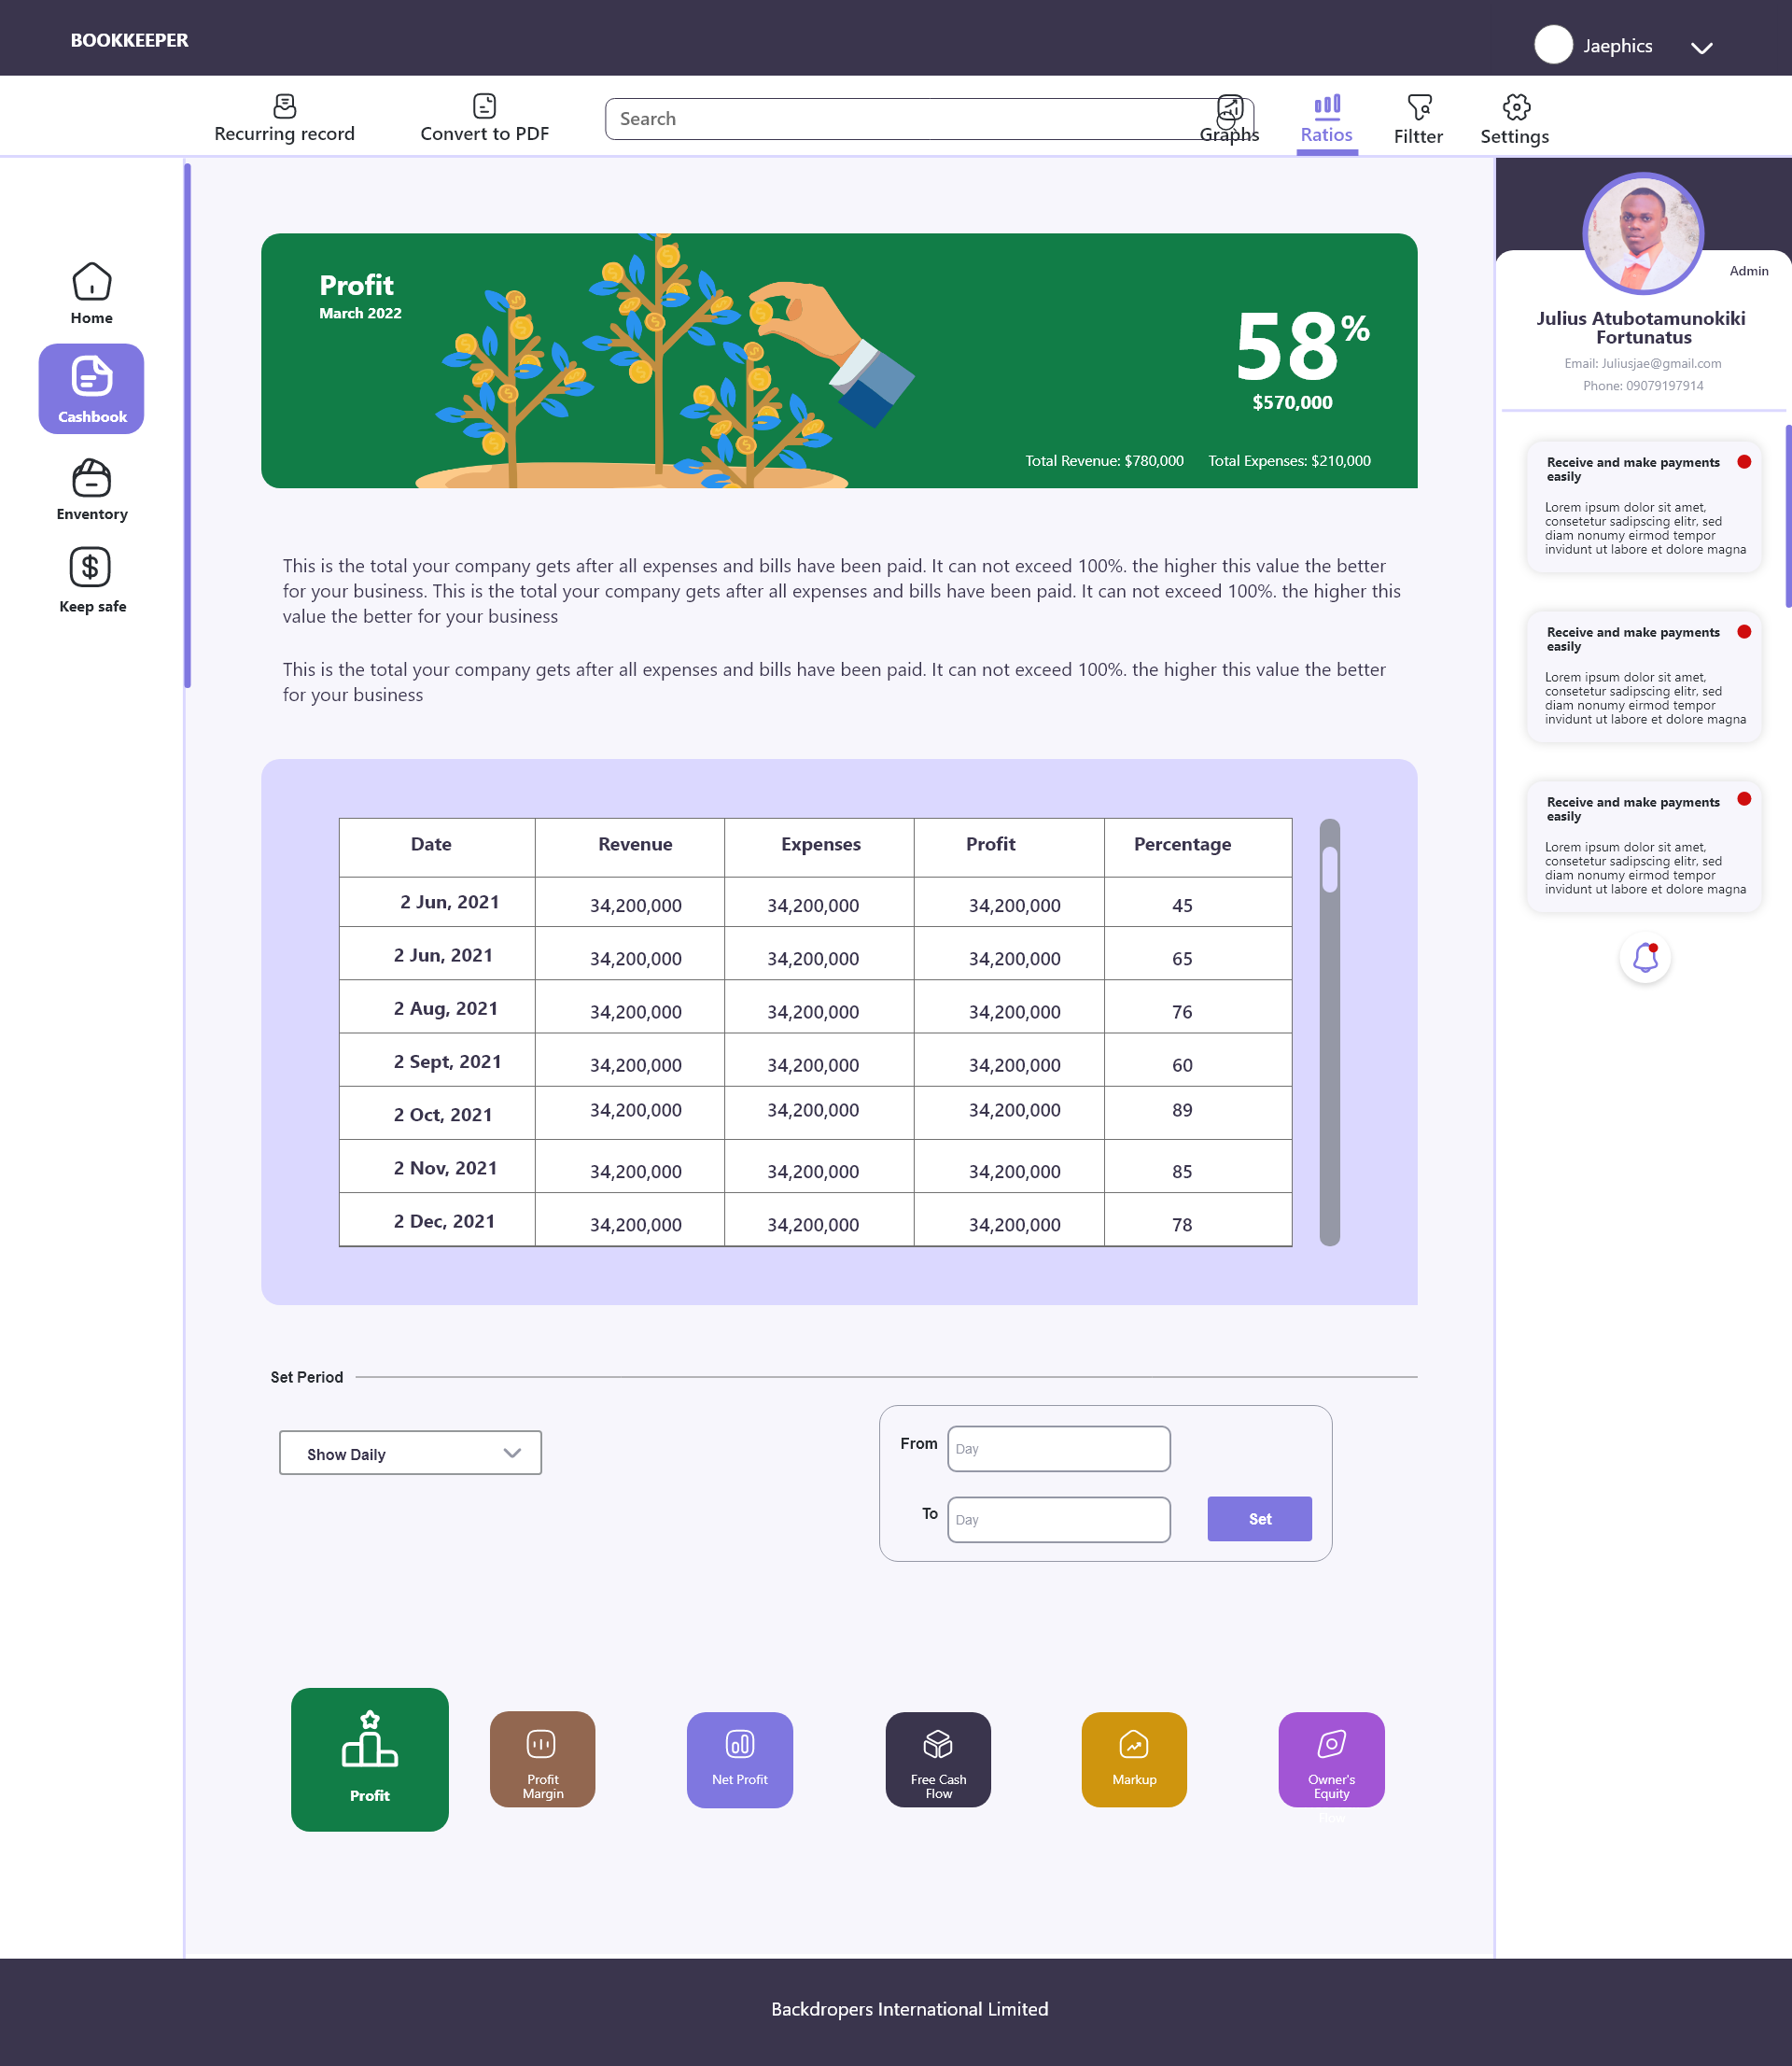 BOOKKEEPER
Jaephics
Recurring record
Convert to PDF
Search
Graphs
Ratios
Filtter
Settings
Home
Cashbook
Enventory
Keep safe
Profit
March 2022
58%
$570,000
Total Revenue: $780,000 Total Expenses: $210,000
This is the total your company gets after all expenses and bills have been paid. It can not exceed 100%. the higher this value the better
for your business. This is the total your company gets after all expenses and bills have been paid. It can not exceed 100%. the higher this
value the better for your business
This is the total your company gets after all expenses and bills have been paid. It can not exceed 100%. the higher this value the better
for your business
Date Revenue Expenses Profit Percentage
2 Jun, 2021 34,200,000 34,200,000 34,200,000 45
2 Jun, 2021 34,200,000 34,200,000 34,200,000 65
2 Aug, 2021 34,200,000 34,200,000 34,200,000 76
2 Sept, 2021 34,200,000 34,200,000 34,200,000 60
2 Oct, 2021 34,200,000 34,200,000 34,200,000 89
2 Nov, 2021 34,200,000 34,200,000 34,200,000 85
2 Dec, 2021 34,200,000 34,200,000 34,200,000 78
Set Period
Show Daily
From Day
To Day
Set
Profit
Profit
Margin
Net Profit
Free Cash
Flow
Markup
Owner's
Equity
Admin
Julius Atubotamunokiki
Fortunatus
Email: Juliusjae@gmail.com
Phone: 09079197914
Receive and make payments
easily
Lorem ipsum dolor sit amet,
consetetur sadipscing elitr, sed
diam nonumy eirmod tempor
invidunt ut labore et dolore magna
Receive and make payments
easily
Lorem ipsum dolor sit amet,
consetetur sadipscing elitr, sed
diam nonumy eirmod tempor
invidunt ut labore et dolore magna
Receive and make payments
easily
Lorem ipsum dolor sit amet,
consetetur sadipscing elitr, sed
diam nonumy eirmod tempor
invidunt ut labore et dolore magna
Backdropers International Limited